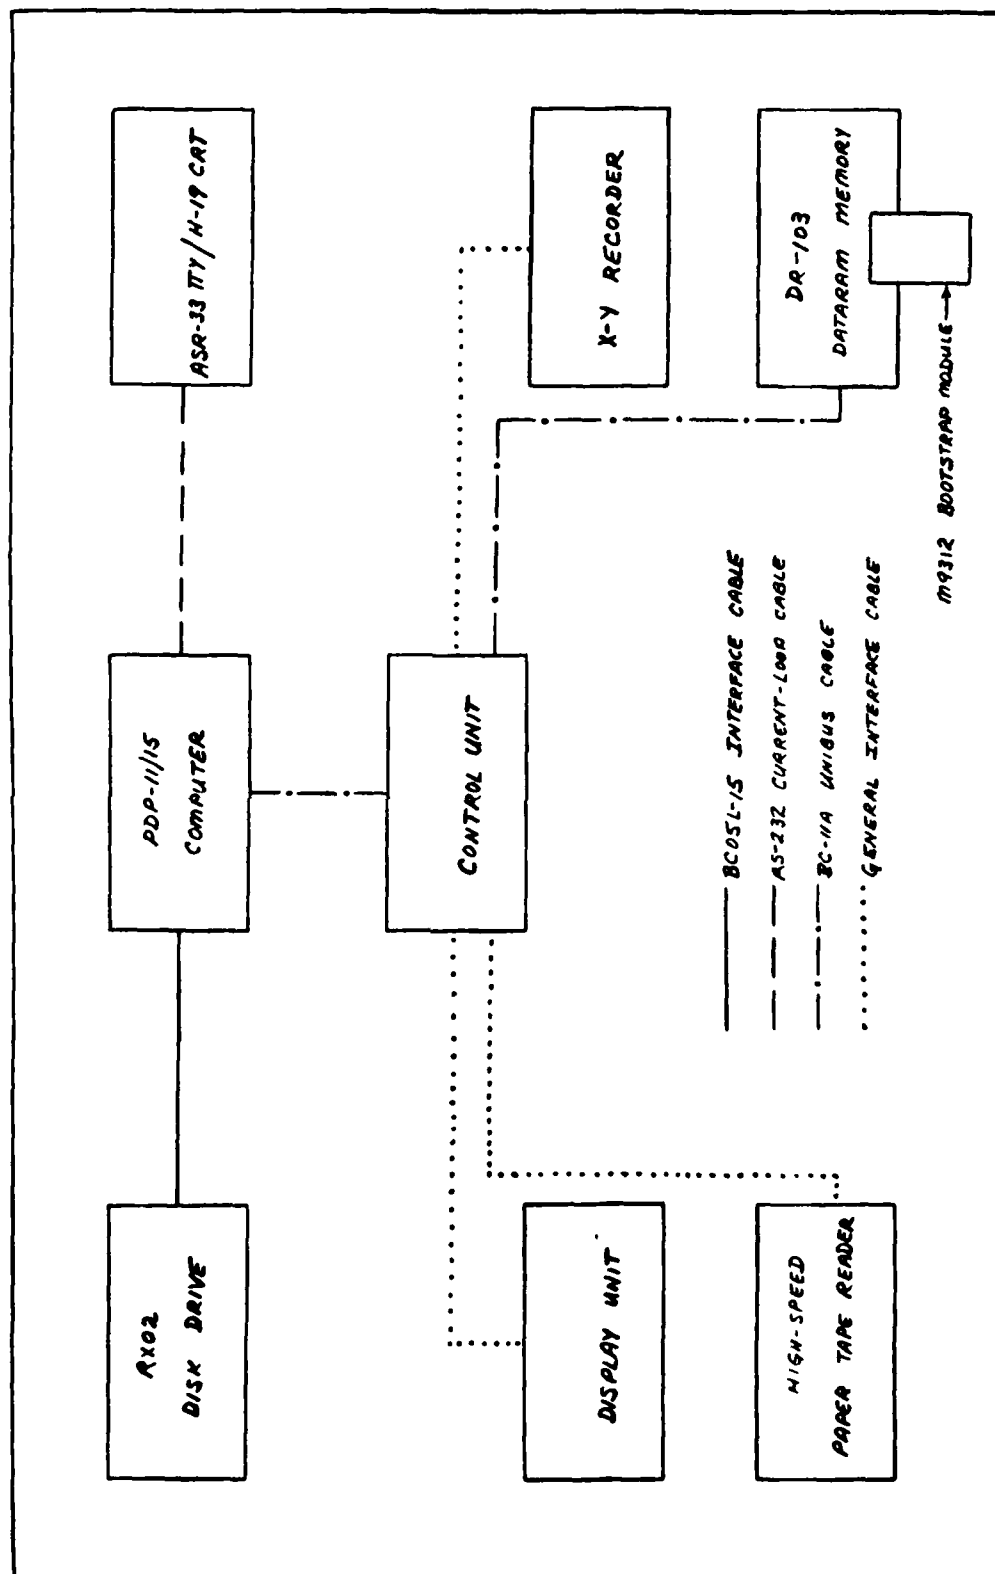 RX02
DISK DRIVE
PDP-11/15
COMPUTER
ASR-33 TTY/H-19 CRT
CONTROL UNIT
DISPLAY UNIT
X-Y RECORDER
HIGH-SPEED
PAPER TAPE READER
DR-103
DATARAM MEMORY
BC05L-15 INTERFACE CABLE
RS-232 CURRENT-LOOP CABLE
BC-11A UNIBUS CABLE
GENERAL INTERFACE CABLE
M9312 BOOTSTRAP MODULE